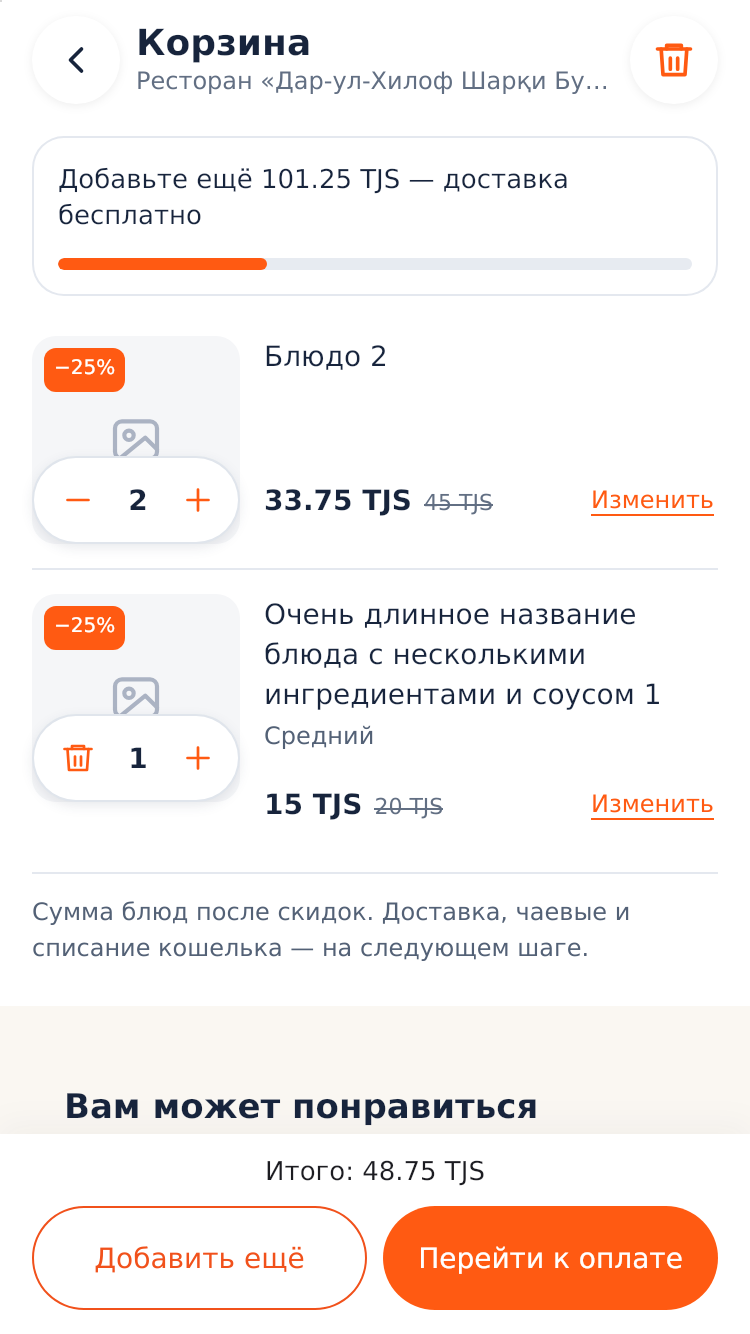 Корзина
Ресторан «Дар-ул-Хилоф Шарқи Бу...
Добавьте ещё 101.25 TJS — доставка
бесплатно
−25%
Блюдо 2
2
33.75 TJS 45 TJS Изменить
−25%
Очень длинное название
блюда с несколькими
ингредиентами и соусом 1
Средний
1
15 TJS 20 TJS Изменить
Сумма блюд после скидок. Доставка, чаевые и
списание кошелька — на следующем шаге.
Вам может понравиться
Итого: 48.75 TJS
Добавить ещё Перейти к оплате